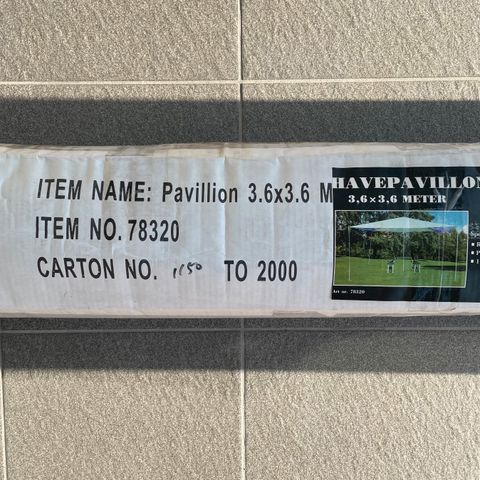 ITEM NAME: Pavillion 3.6x3.6 M
ITEM NO. 78320
CARTON NO. 1150 TO 2000
HAVEPAVILLON
3,6×3,6 METER
Art nr. 78320